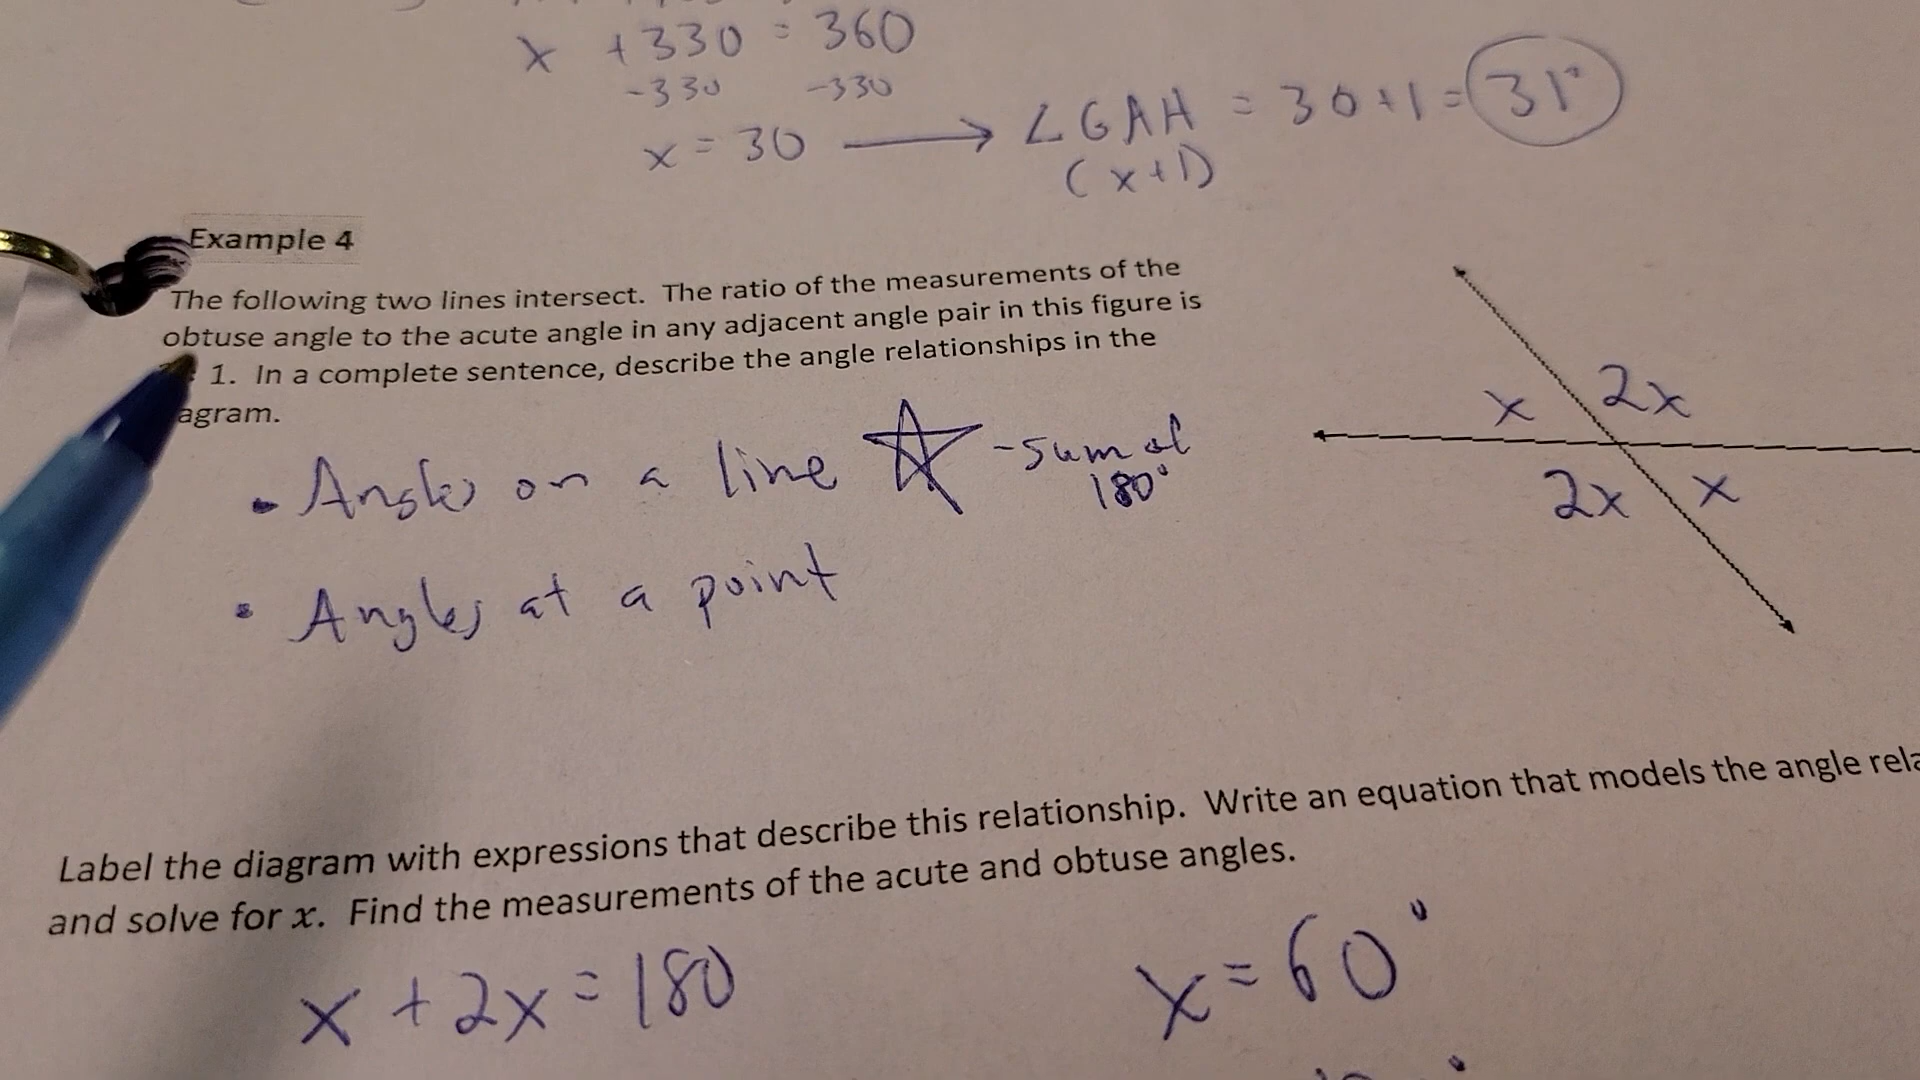 x + 330 = 360
-330 -330
x = 30 → ∠GAH = 30+1 = 31°
(x+1)
Example 4
The following two lines intersect. The ratio of the measurements of the
obtuse angle to the acute angle in any adjacent angle pair in this figure is
: 1. In a complete sentence, describe the angle relationships in the
agram.
x 2x
2x x
• Angles on a line ☆ - sum of
180°
• Angles at a point
Label the diagram with expressions that describe this relationship. Write an equation that models the angle rela
and solve for x. Find the measurements of the acute and obtuse angles.
x + 2x = 180 x = 60°